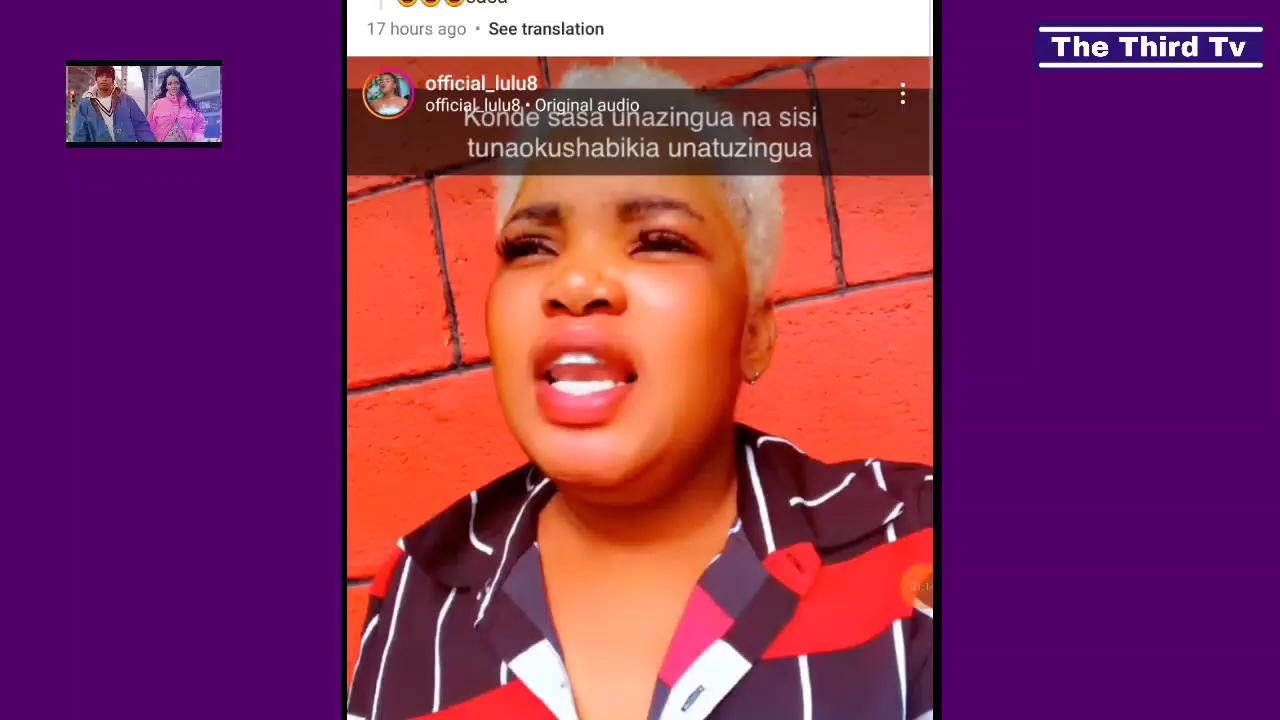 sasa
17 hours ago • See translation
The Third Tv
official_lulu8
official_lulu8 • Original audio
Konde sasa unazingua na sisi
tunaokushabikia unatuzingua